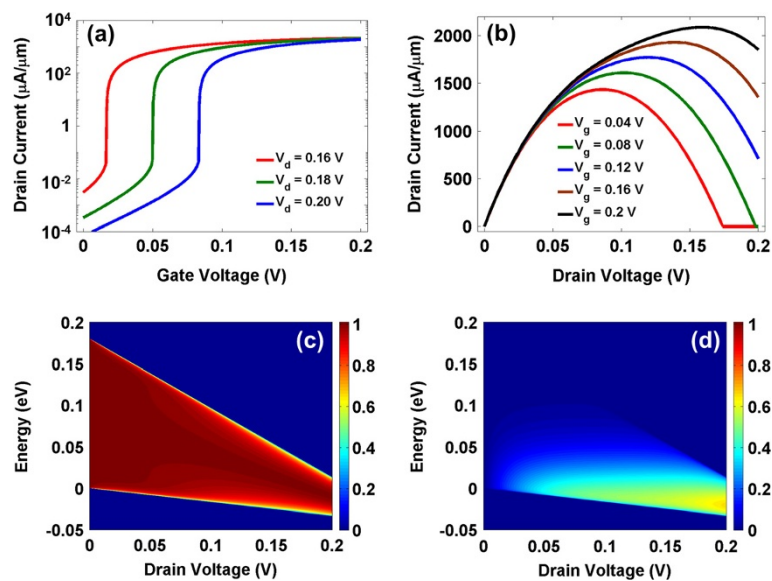 (a)
Drain Current (µA/µm)
10⁴
10²
1
10⁻²
10⁻⁴
V_d = 0.16 V
V_d = 0.18 V
V_d = 0.20 V
0 0.05 0.1 0.15 0.2
Gate Voltage (V)
(b)
Drain Current (µA/µm)
2000
1500
1000
500
0
V_g = 0.04 V
V_g = 0.08 V
V_g = 0.12 V
V_g = 0.16 V
V_g = 0.2 V
0 0.05 0.1 0.15 0.2
Drain Voltage (V)
(c)
Energy (eV)
0.2
0.15
0.1
0.05
0
-0.05
0 0.05 0.1 0.15 0.2
Drain Voltage (V)
1
0.8
0.6
0.4
0.2
0
(d)
Energy (eV)
0.2
0.15
0.1
0.05
0
-0.05
0 0.05 0.1 0.15 0.2
Drain Voltage (V)
1
0.8
0.6
0.4
0.2
0